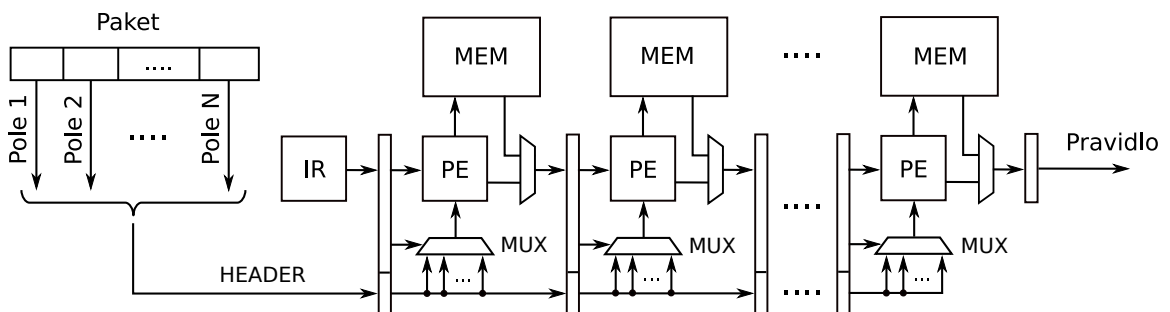 Paket
....
Pole 1
Pole 2
....
Pole N
HEADER
IR
MEM
PE
MUX
...
MEM
PE
MUX
...
....
....
....
MEM
PE
MUX
...
Pravidlo